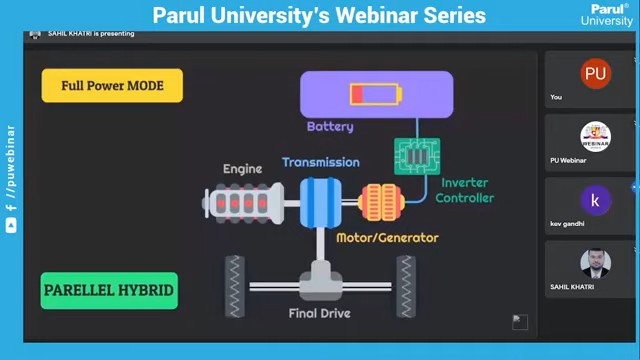 Parul University's Webinar Series
Parul®
University
SAHIL KHATRI is presenting
Full Power MODE
Battery
Transmission
Engine
Inverter
Controller
Motor/Generator
PARELLEL HYBRID
Final Drive
/puwebinar
PU
You
WEBINAR
PU Webinar
k
kev gandhi
SAHIL KHATRI